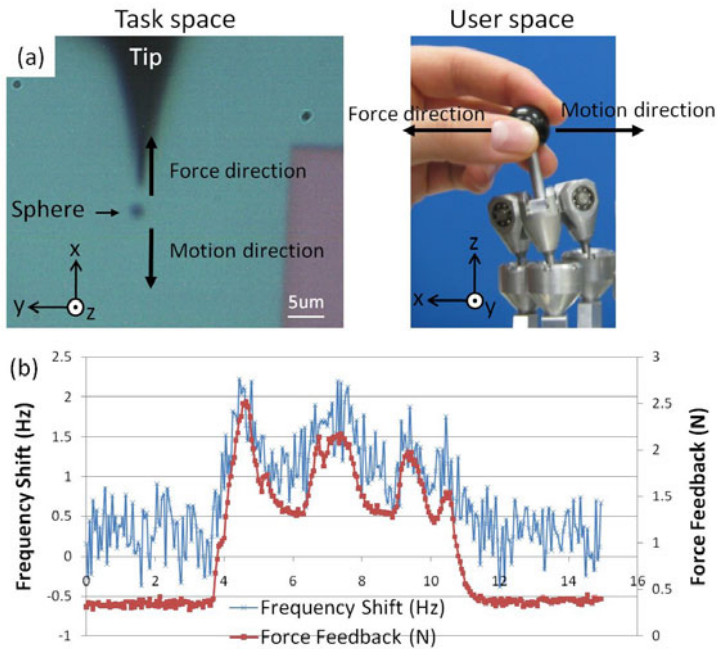 Task space
User space
(a)
Tip
Force direction
Sphere
Motion direction
x
y
z
5um
Force direction
Motion direction
z
x
y
(b)
Frequency Shift (Hz)
2.5
2
1.5
1
0.5
0
-0.5
-1
0 2 4 6 8 10 12 14 16
3
2.5
2
1.5
1
0.5
0
Force Feedback (N)
Frequency Shift (Hz)
Force Feedback (N)